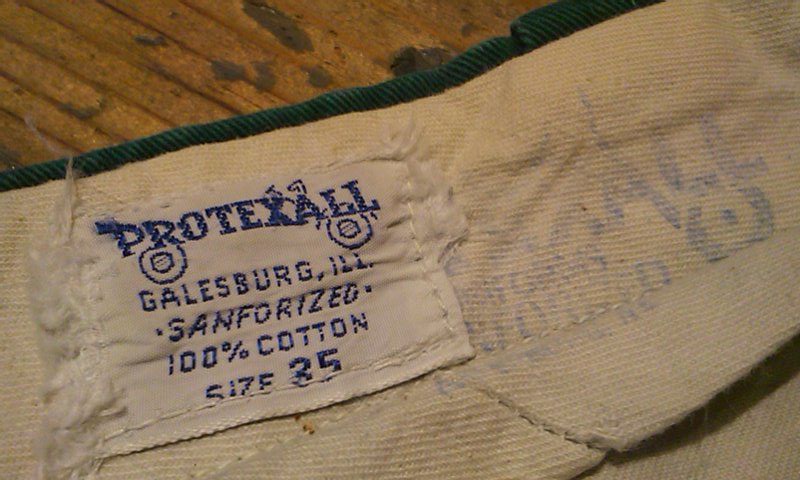 PROTEXALL
GALESBURG, ILL.
·SANFORIZED·
100% COTTON
SIZE 35